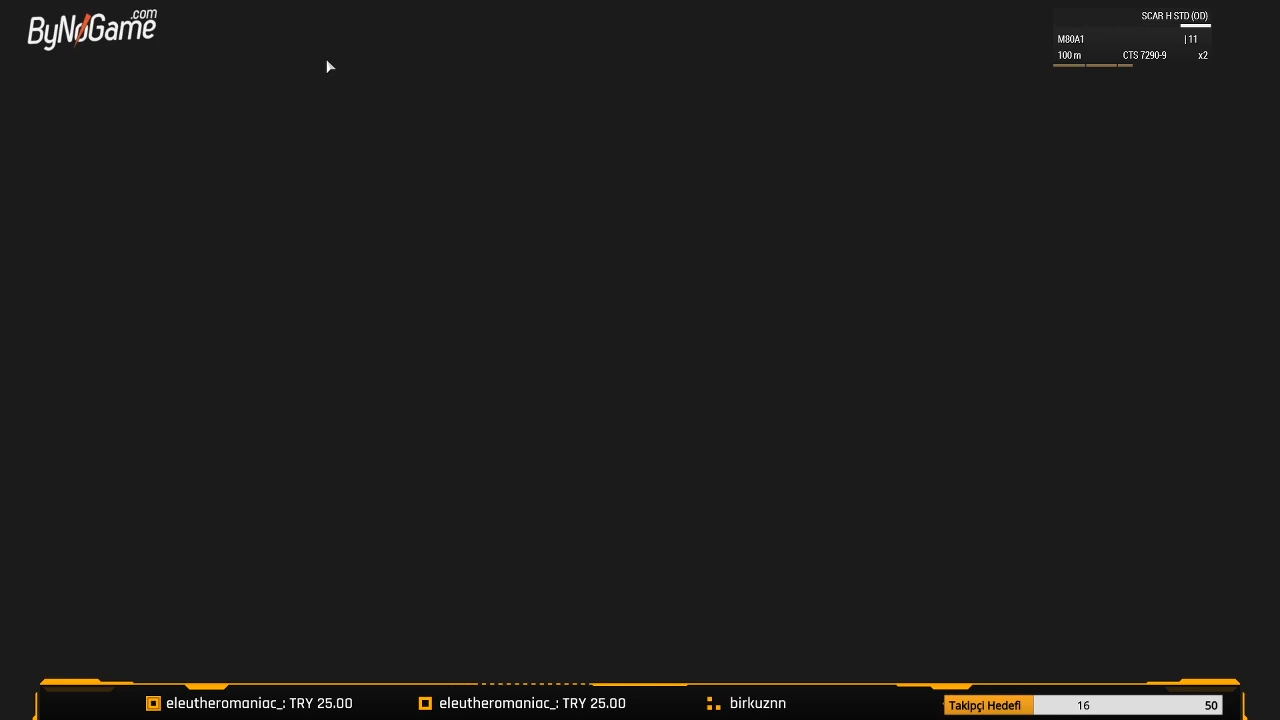 ByNoGame.com
SCAR H STD (OD)
M80A1 | 11
100 m CTS 7290-9 x2
eleutheromaniac_: TRY 25.00 eleutheromaniac_: TRY 25.00 birkuznn Takipçi Hedefi 16 50